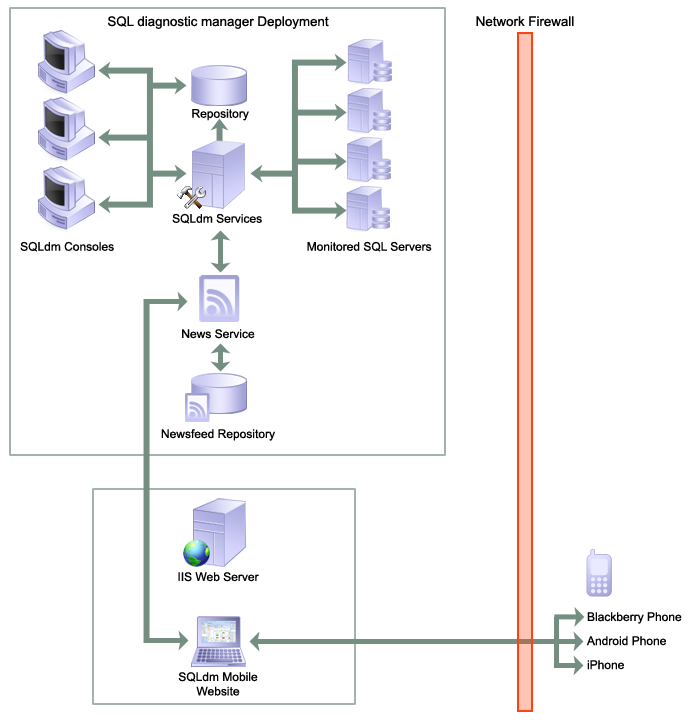 SQL diagnostic manager Deployment
Network Firewall
Repository
SQLdm Services
SQLdm Consoles
Monitored SQL Servers
News Service
Newsfeed Repository
IIS Web Server
Blackberry Phone
Android Phone
iPhone
SQLdm Mobile
Website